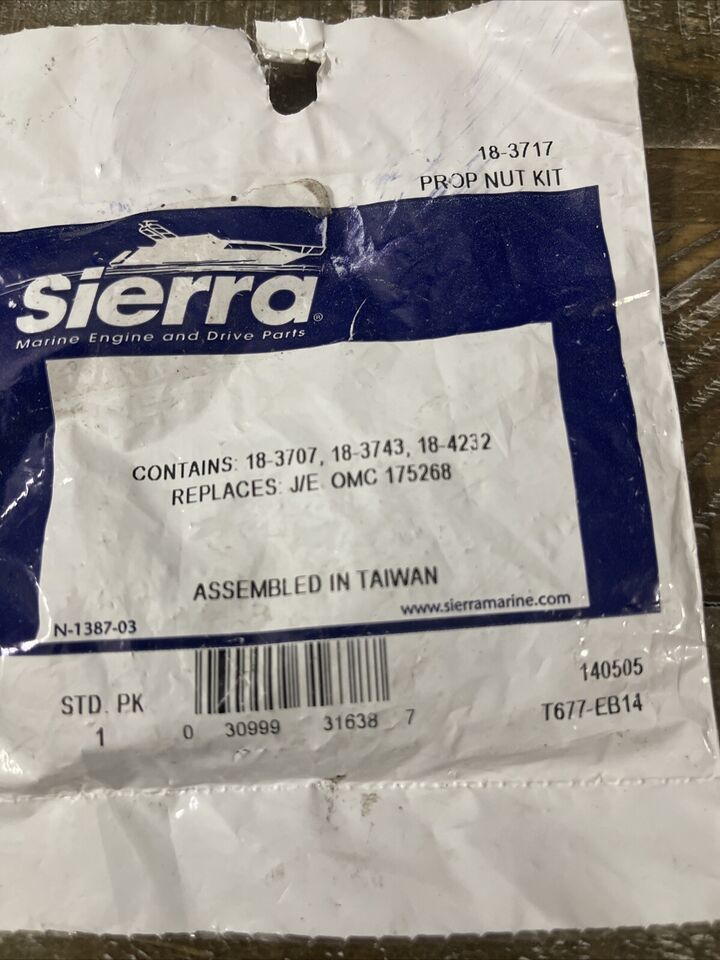 18-3717
PROP NUT KIT
sierra®
Marine Engine and Drive Parts
CONTAINS: 18-3707, 18-3743, 18-4232
REPLACES: J/E. OMC 175268
ASSEMBLED IN TAIWAN
www.sierramarine.com
N-1387-03
STD. PK
1
0 30999 31638 7
140505
T677-EB14